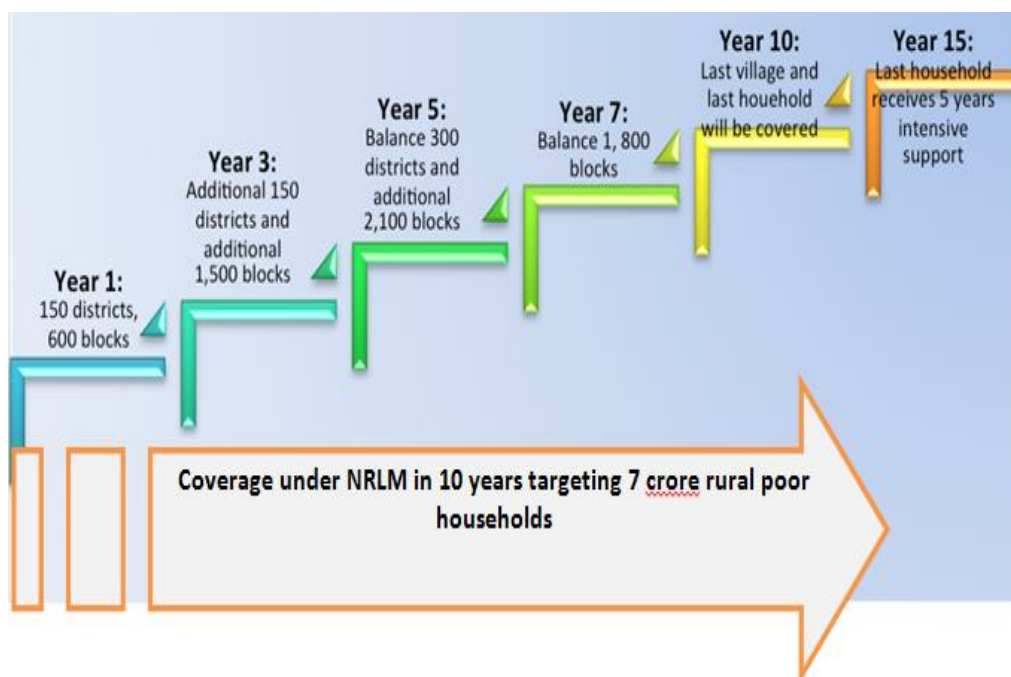 Year 1:
150 districts,
600 blocks
Year 3:
Additional 150
districts and
additional
1,500 blocks
Year 5:
Balance 300
districts and
additional
2,100 blocks
Year 7:
Balance 1, 800
blocks
Year 10:
Last village and
last houehold
will be covered
Year 15:
Last household
receives 5 years
intensive
support
Coverage under NRLM in 10 years targeting 7 crore rural poor
households